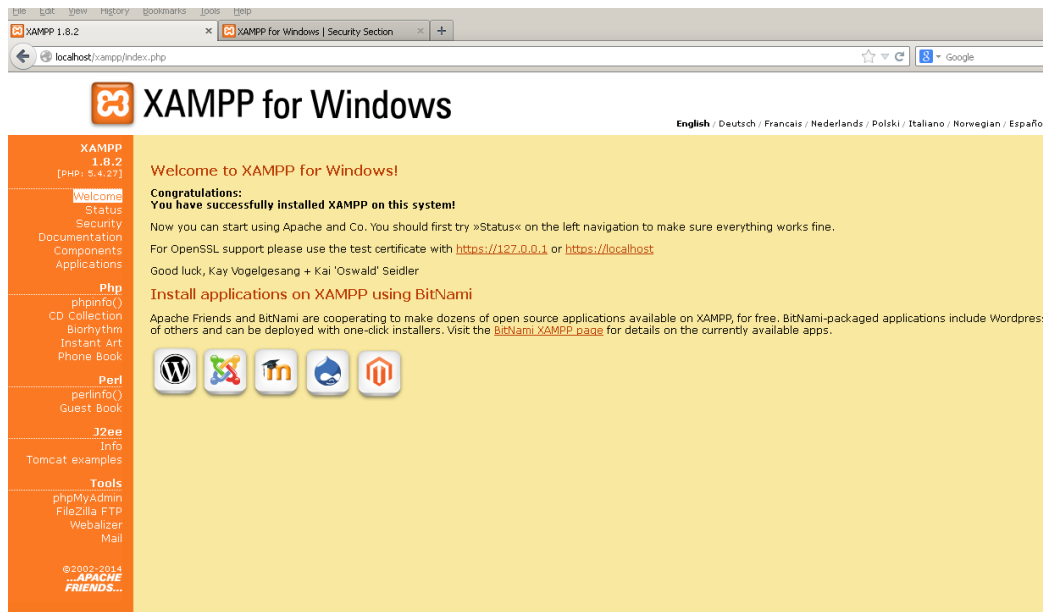 File Edit View History Bookmarks Tools Help
XAMPP 1.8.2 × XAMPP for Windows | Security Section × +
localhost/xampp/index.php Google
XAMPP for Windows
English / Deutsch / Francais / Nederlands / Polski / Italiano / Norwegian / Españo
XAMPP
1.8.2
[PHP: 5.4.27]
Welcome
Status
Security
Documentation
Components
Applications
Php
phpinfo()
CD Collection
Biorhythm
Instant Art
Phone Book
Perl
perlinfo()
Guest Book
J2ee
Info
Tomcat examples
Tools
phpMyAdmin
FileZilla FTP
Webalizer
Mail
©2002-2014
...APACHE
FRIENDS...
Welcome to XAMPP for Windows!
Congratulations:
You have successfully installed XAMPP on this system!
Now you can start using Apache and Co. You should first try »Status« on the left navigation to make sure everything works fine.
For OpenSSL support please use the test certificate with https://127.0.0.1 or https://localhost
Good luck, Kay Vogelgesang + Kai 'Oswald' Seidler
Install applications on XAMPP using BitNami
Apache Friends and BitNami are cooperating to make dozens of open source applications available on XAMPP, for free. BitNami-packaged applications include Wordpres
of others and can be deployed with one-click installers. Visit the BitNami XAMPP page for details on the currently available apps.